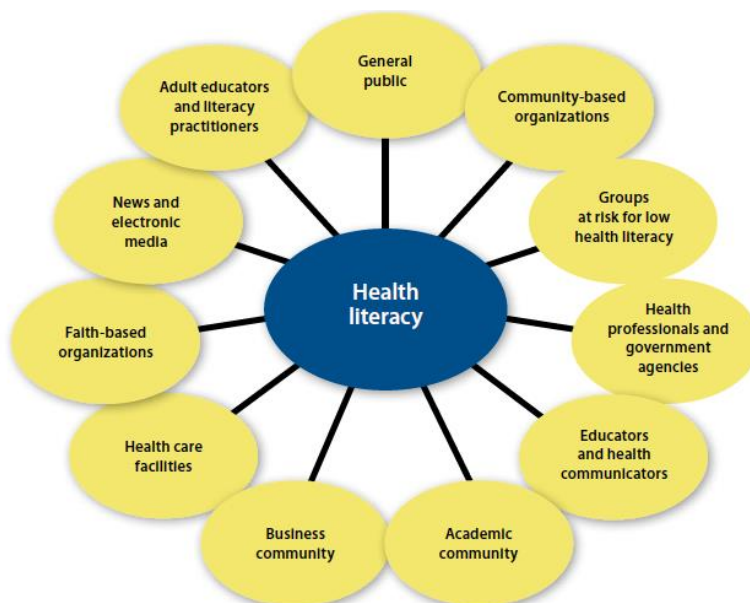 General
public
Community-based
organizations
Groups
at risk for low
health literacy
Health
professionals and
government
agencies
Educators
and health
communicators
Academic
community
Business
community
Health care
facilities
Faith-based
organizations
News and
electronic
media
Adult educators
and literacy
practitioners
Health
literacy